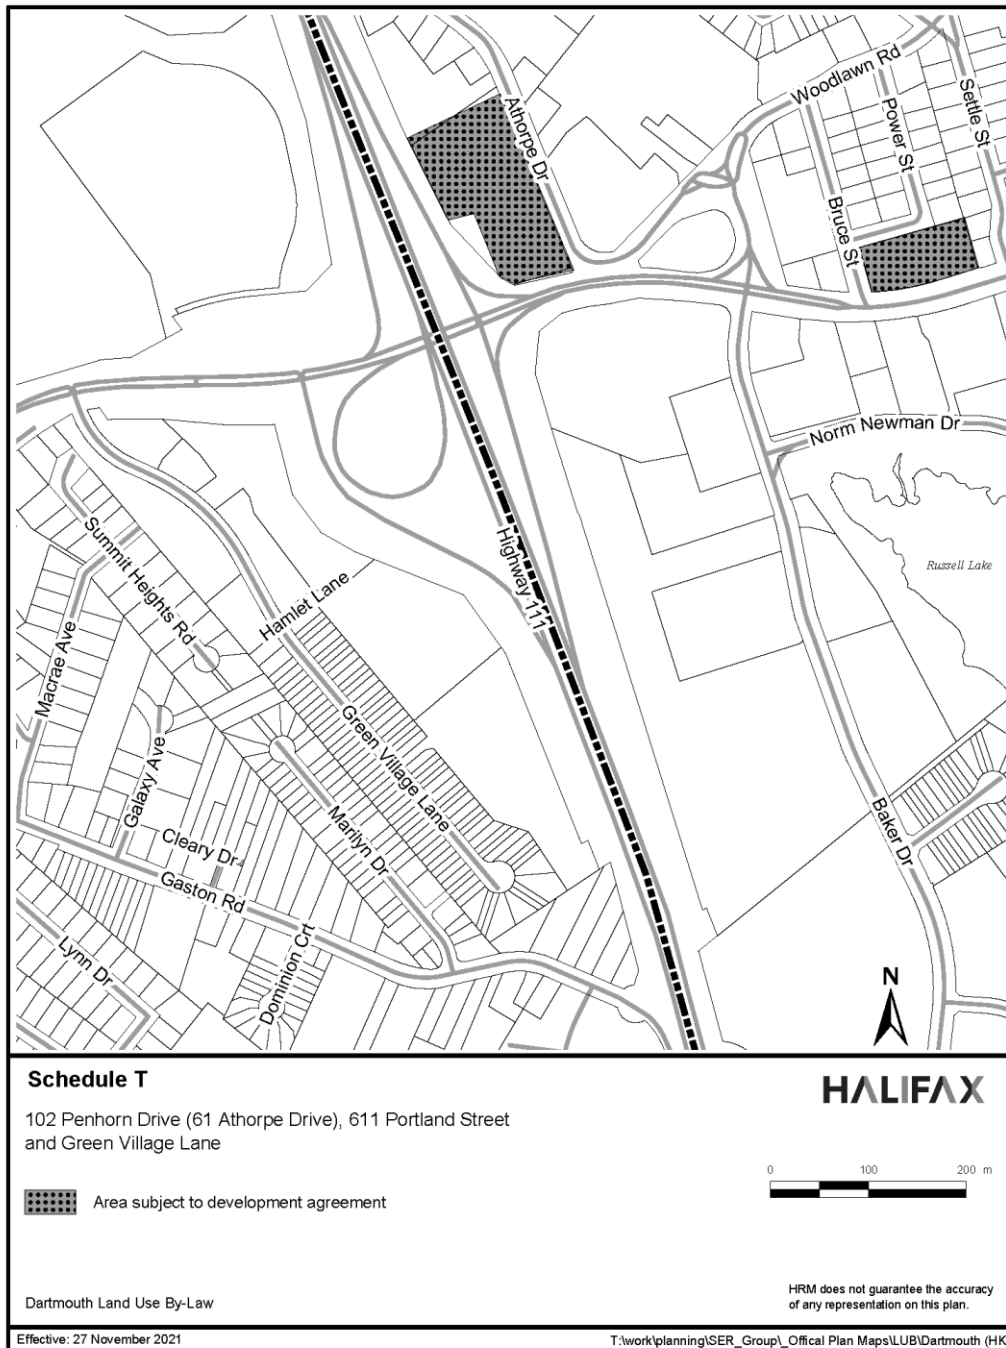 Woodlawn Rd
Settle St
Power St
Athorpe Dr
Bruce St
Norm Newman Dr
Highway 111
Russell Lake
Summit Heights Rd
Hamlet Lane
Macrae Ave
Green Village Lane
Galaxy Ave
Marilyn Dr
Cleary Dr
Baker Dr
Gaston Rd
Lynn Dr
Dominion Crt
N
Schedule T
HALIFAX
102 Penhorn Drive (61 Athorpe Drive), 611 Portland Street
and Green Village Lane
0 100 200 m
Area subject to development agreement
HRM does not guarantee the accuracy
of any representation on this plan.
Dartmouth Land Use By-Law
Effective: 27 November 2021
T:\work\planning\SER_Group\_Offical Plan Maps\LUB\Dartmouth (HK